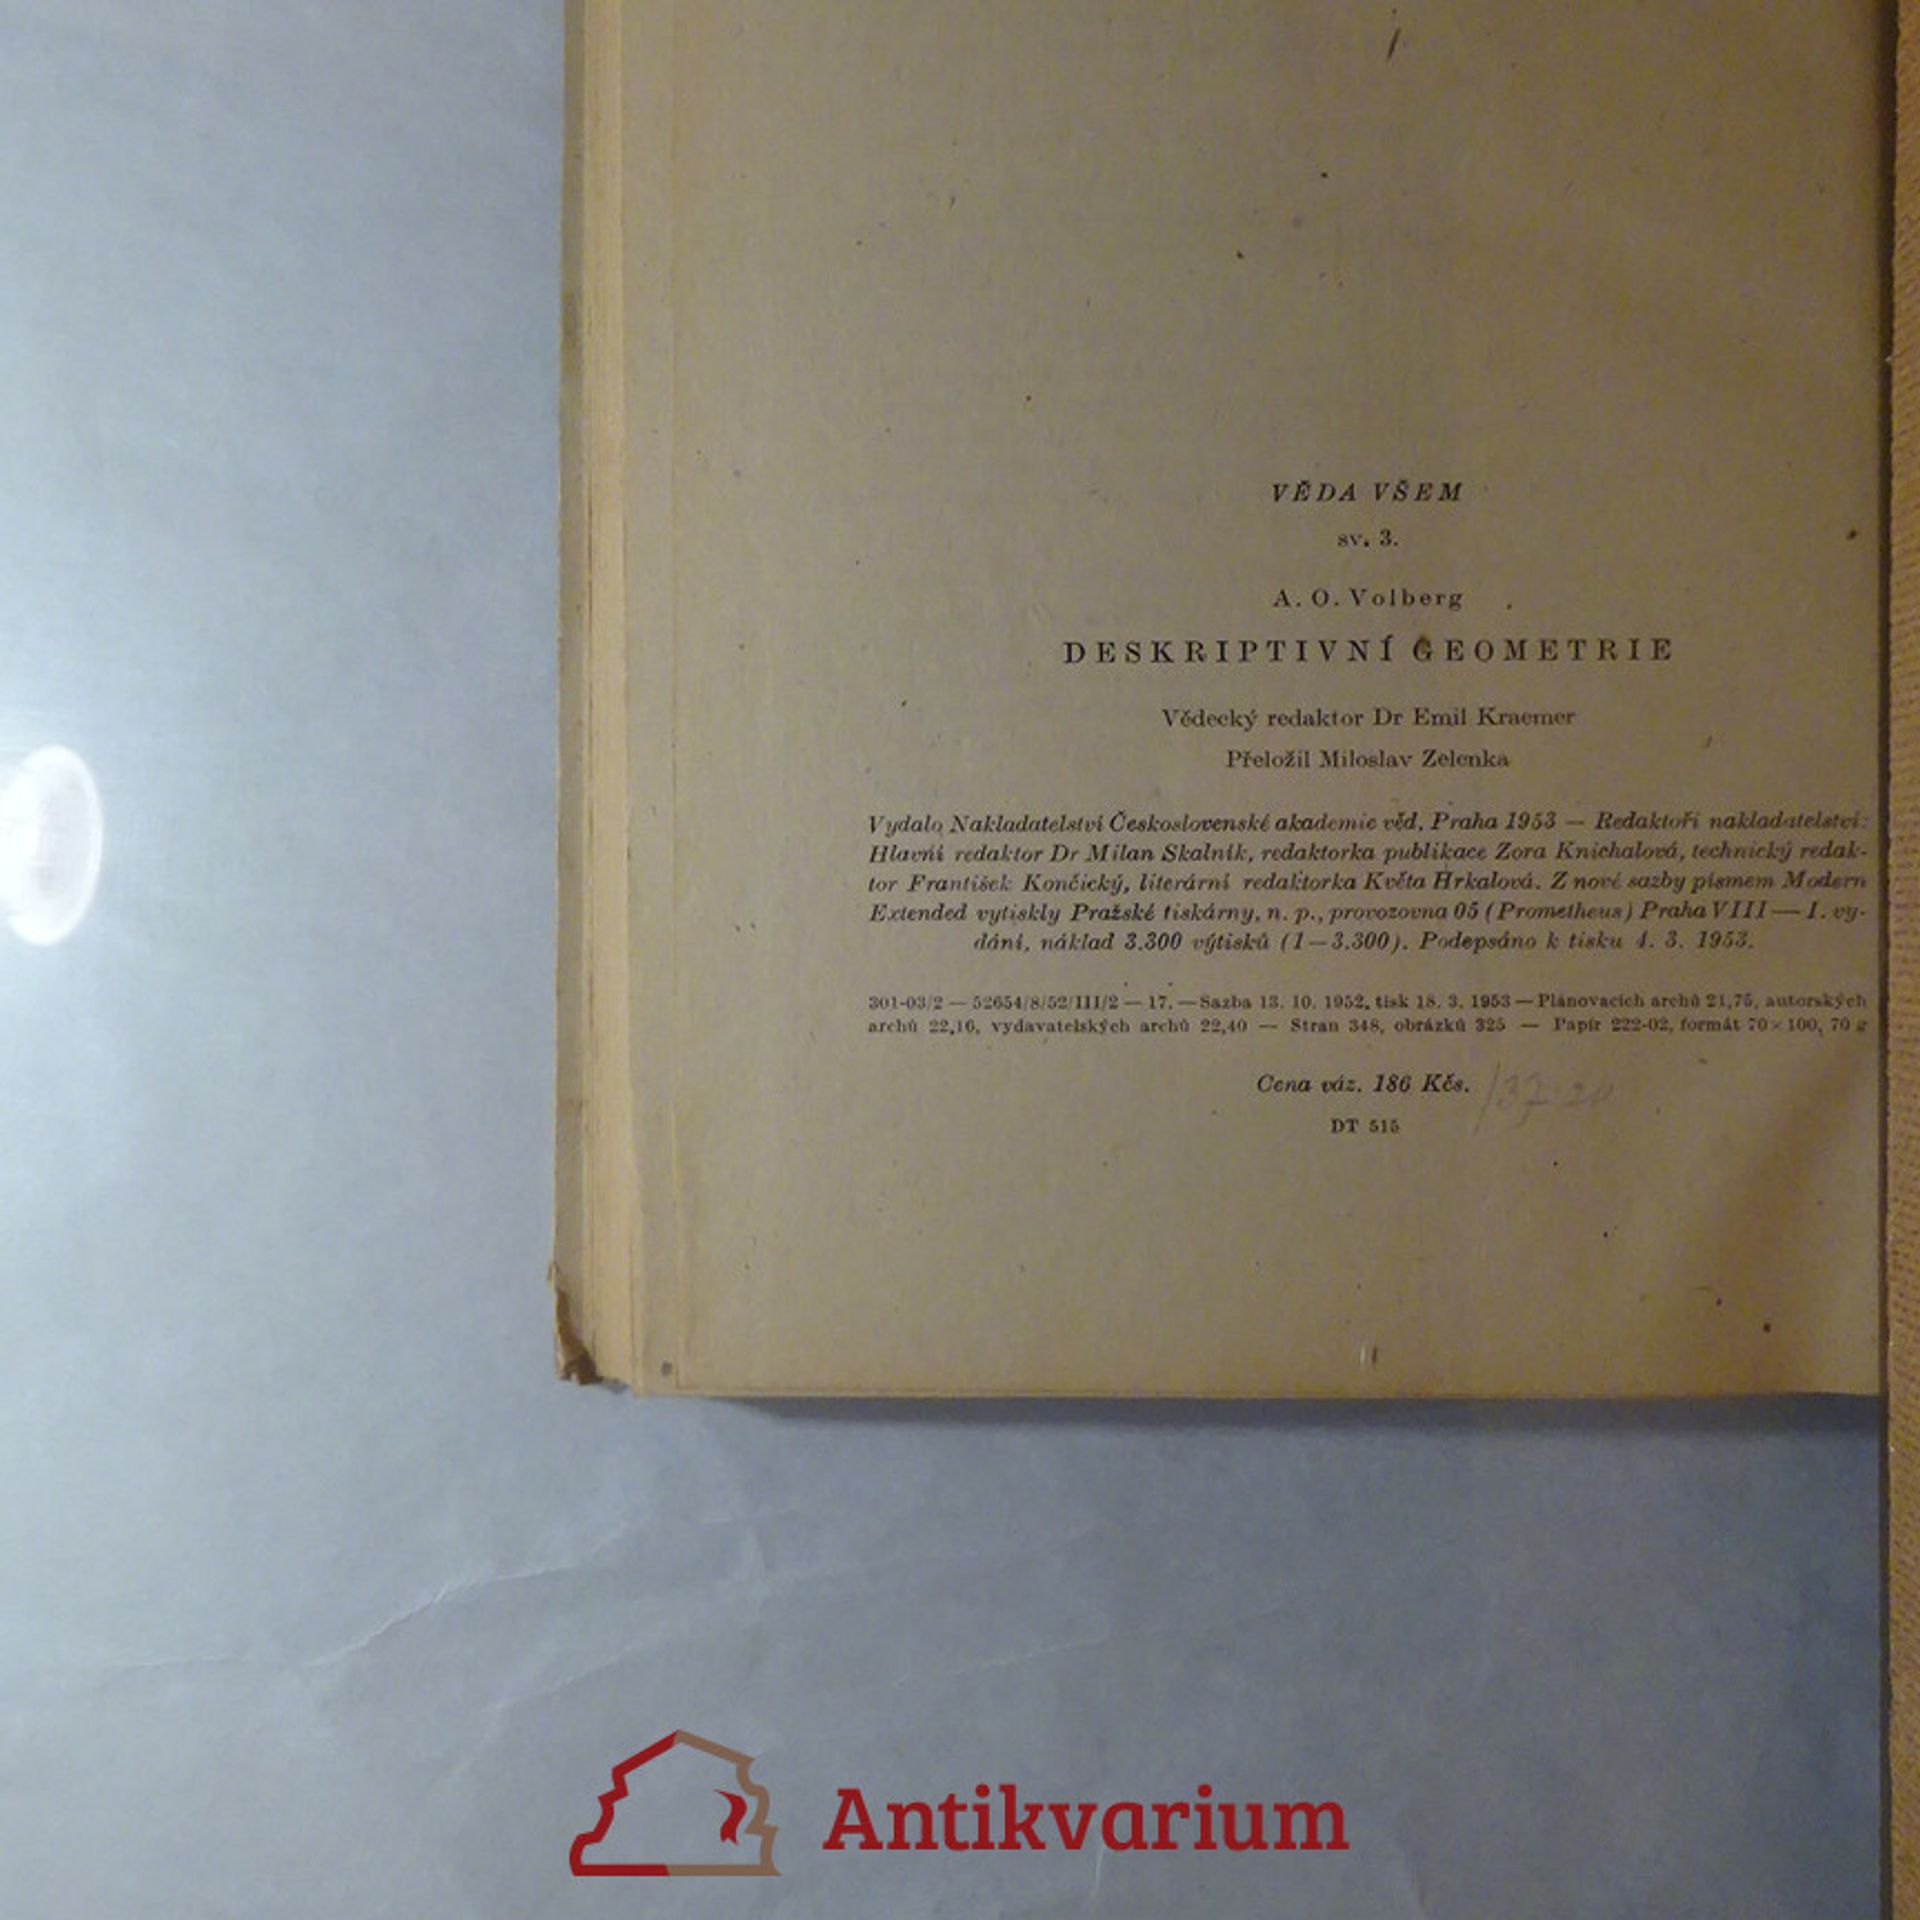 VĚDA VŠEM
sv. 3.
A. O. Volberg
DESKRIPTIVNÍ GEOMETRIE
Vědecký redaktor Dr Emil Kraemer
Přeložil Miloslav Zelenka
Vydalo Nakladatelství Československé akademie věd, Praha 1953 — Redaktoři nakladatelství:
Hlavní redaktor Dr Milan Skalník, redaktorka publikace Zora Knichalová, technický redak-
tor František Končický, literární redaktorka Květa Hrkalová. Z nové sazby písmem Modern
Extended vytiskly Pražské tiskárny, n. p., provozovna 05 (Prometheus) Praha VIII — I. vy-
dání, náklad 3.300 výtisků (1—3.300). Podepsáno k tisku 4. 3. 1953.
301-03/2 — 52654/8/52/III/2 — 17. — Sazba 13. 10. 1952, tisk 18. 3. 1953 — Plánovacích archů 21,75, autorských
archů 22,16, vydavatelských archů 22,40 — Stran 348, obrázků 325 — Papír 222-02, formát 70×100, 70 g
Cena váz. 186 Kčs.
DT 515
Antikvarium